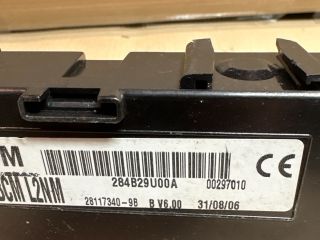 M
BCM L2NM
284B29U00A 00297010
28117340-9B B V6.00 31/08/06
CE